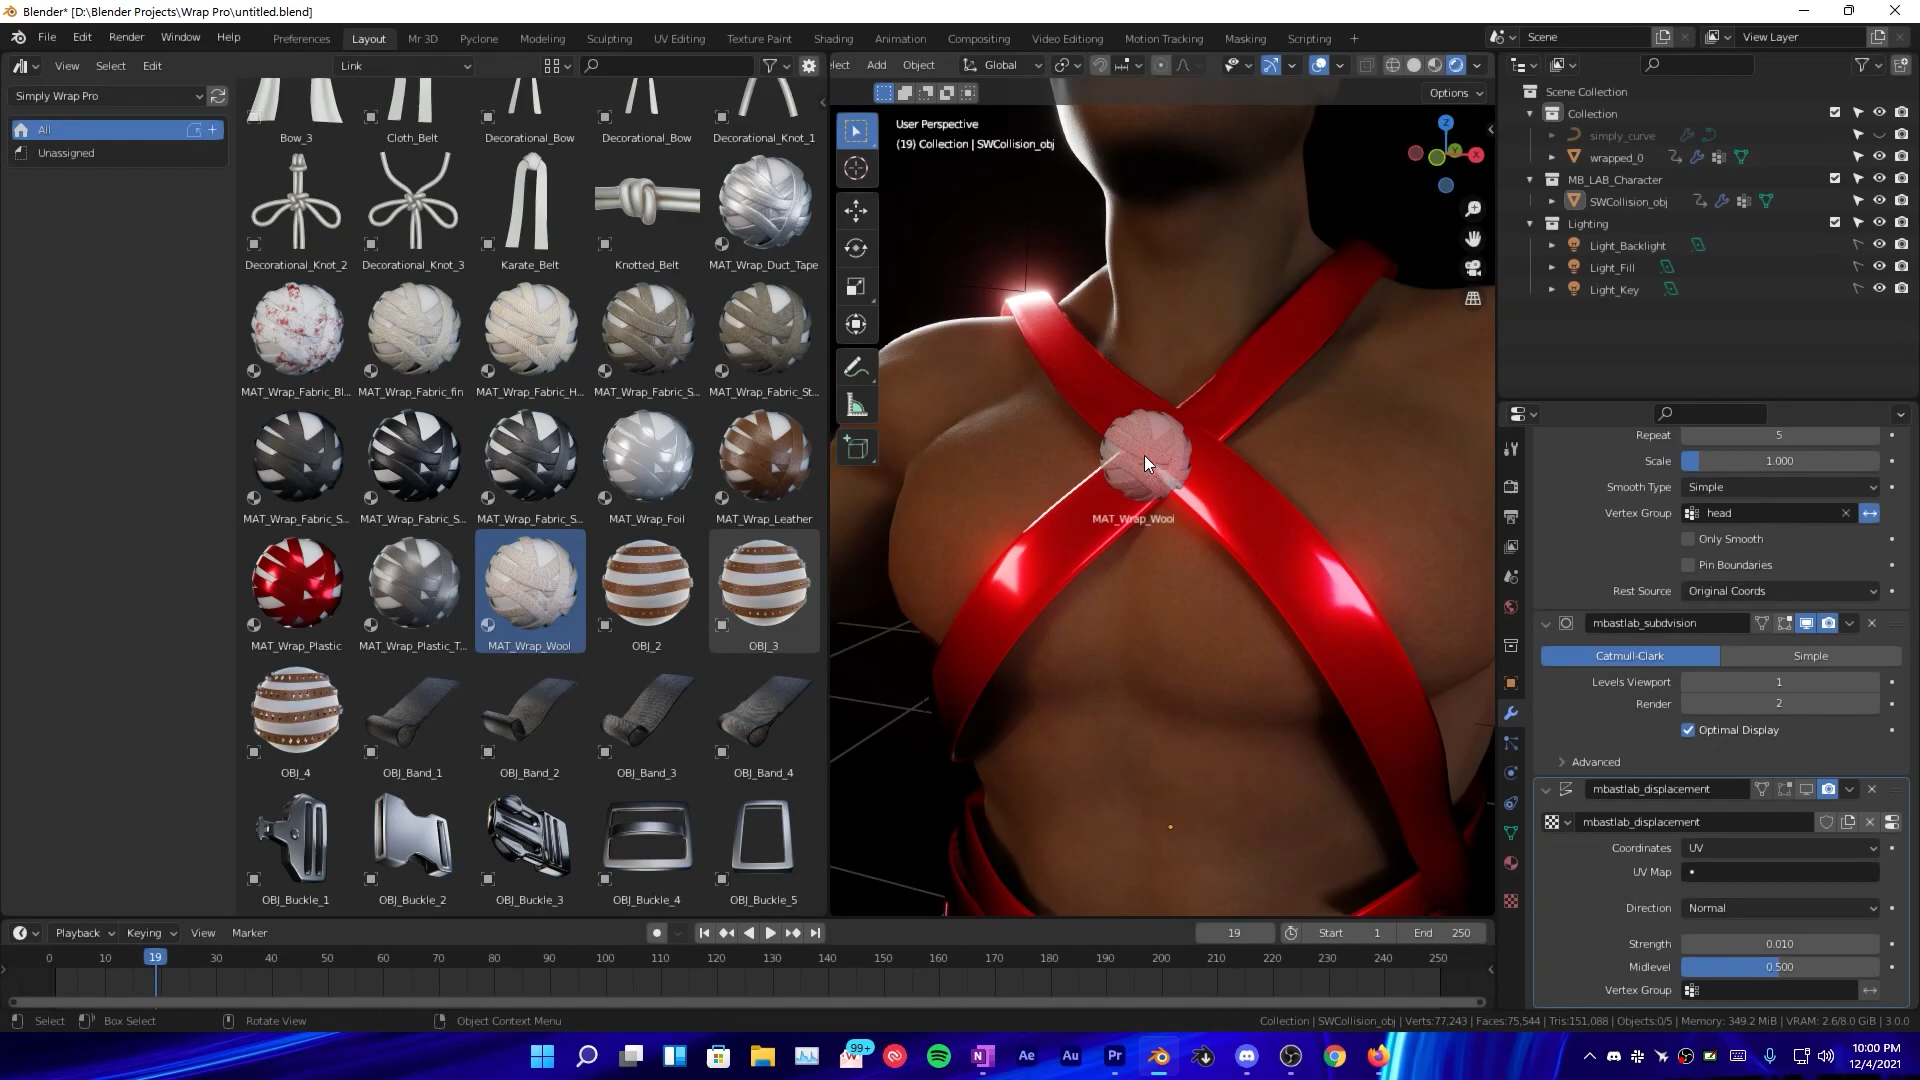 Blender* [D:\Blender Projects\Wrap Pro\untitled.blend]
File Edit Render Window Help Preferences Layout Mr 3D Pyclone Modeling Sculpting UV Editing Texture Paint Shading Animation Compositing Video Editiong Motion Tracking Masking Scripting + Scene View Layer
View Select Edit Link elect Add Object Global
Simply Wrap Pro Options
All
Unassigned
Bow_3 Cloth_Belt Decorational_Bow Decorational_Bow Decorational_Knot_1
Decorational_Knot_2 Decorational_Knot_3 Karate_Belt Knotted_Belt MAT_Wrap_Duct_Tape
MAT_Wrap_Fabric_Bl... MAT_Wrap_Fabric_fin MAT_Wrap_Fabric_H... MAT_Wrap_Fabric_S... MAT_Wrap_Fabric_St...
MAT_Wrap_Fabric_S... MAT_Wrap_Fabric_S... MAT_Wrap_Fabric_S... MAT_Wrap_Foil MAT_Wrap_Leather
MAT_Wrap_Plastic MAT_Wrap_Plastic_T... MAT_Wrap_Wool OBJ_2 OBJ_3
OBJ_4 OBJ_Band_1 OBJ_Band_2 OBJ_Band_3 OBJ_Band_4
OBJ_Buckle_1 OBJ_Buckle_2 OBJ_Buckle_3 OBJ_Buckle_4 OBJ_Buckle_5
User Perspective
(19) Collection | SWCollision_obj
Z
Y
X
MAT_Wrap_Wool
Scene Collection
Collection
simply_curve
wrapped_0
MB_LAB_Character
SWCollision_obj
Lighting
Light_Backlight
Light_Fill
Light_Key
Repeat 5
Scale 1.000
Smooth Type Simple
Vertex Group head
Only Smooth
Pin Boundaries
Rest Source Original Coords
mbastlab_subdvision
Catmull-Clark Simple
Levels Viewport 1
Render 2
Optimal Display
Advanced
mbastlab_displacement
mbastlab_displacement
Coordinates UV
UV Map
Direction Normal
Strength 0.010
Midlevel 0.500
Vertex Group
Playback Keying View Marker 19 Start 1 End 250
0 10 19 30 40 50 60 70 80 90 100 110 120 130 140 150 160 170 180 190 200 210 220 230 240 250
Select Box Select Rotate View Object Context Menu Collection | SWCollision_obj | Verts:77,243 | Faces:75,544 | Tris:151,088 | Objects:0/5 | Memory: 349.2 MiB | VRAM: 2.6/8.0 GiB | 3.0.0
99+ N Ae Au Pr
10:00 PM
12/4/2021